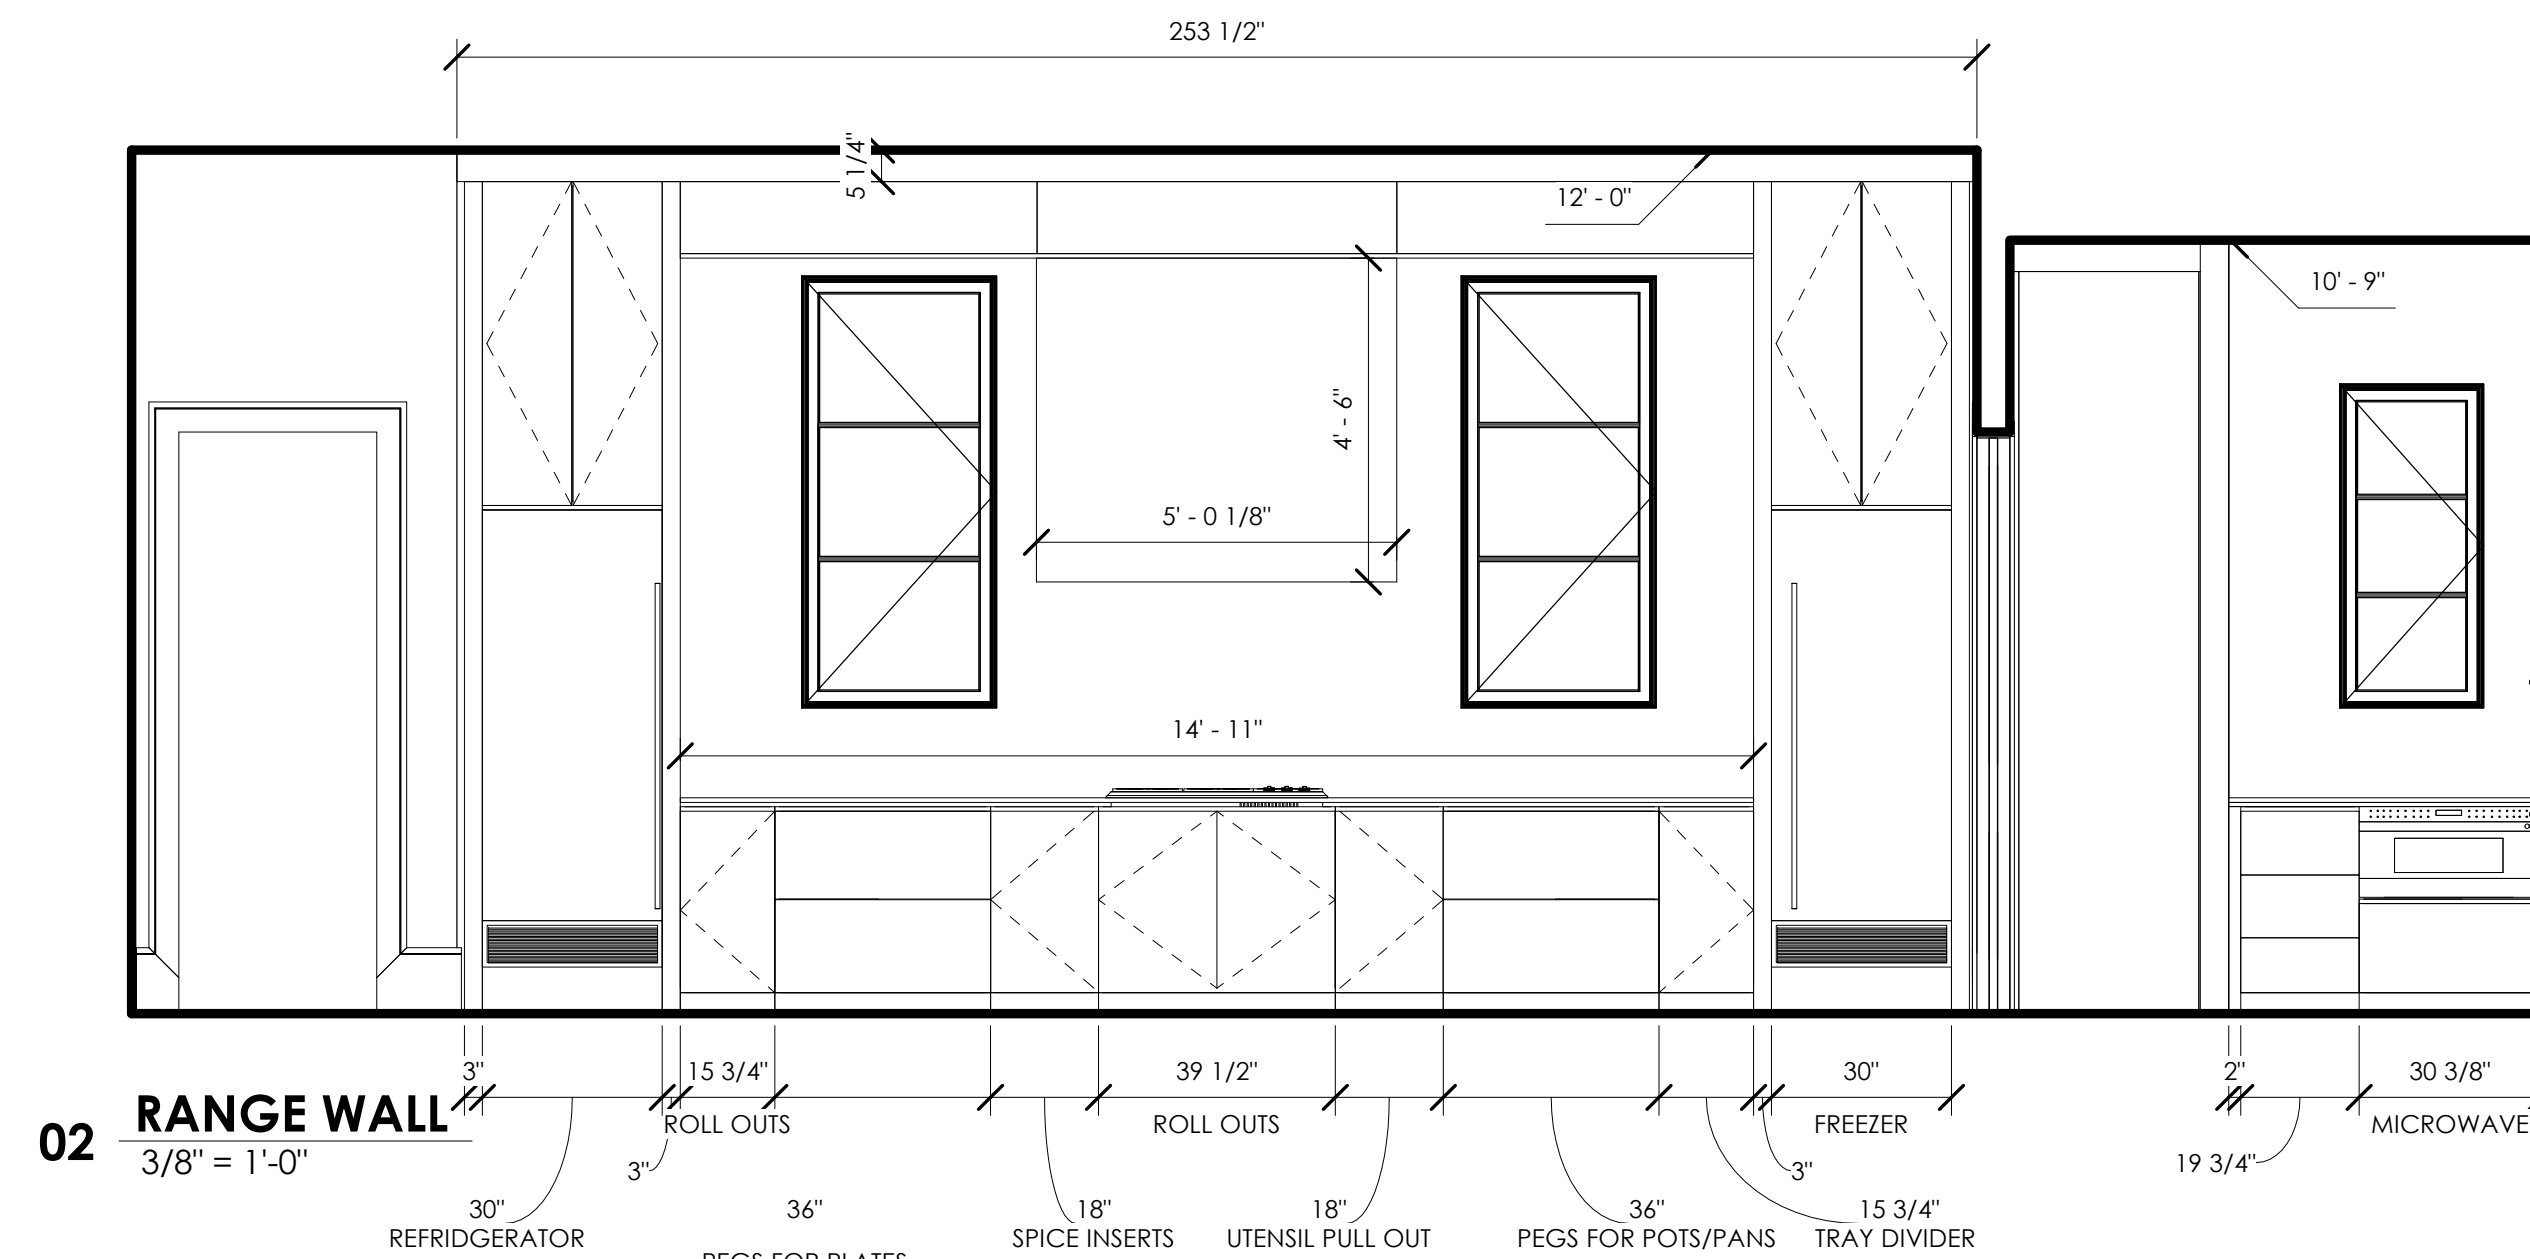 253 1/2"
5 1/4"
12' - 0"
10' - 9"
4' - 6"
5' - 0 1/8"
14' - 11"
3"
15 3/4"
39 1/2"
30"
2"
30 3/8"
ROLL OUTS
ROLL OUTS
FREEZER
MICROWAVE
02
RANGE WALL
3/8" = 1'-0"
3"
3"
19 3/4"
30"
REFRIDGERATOR
36"
PEGS FOR PLATES
18"
SPICE INSERTS
18"
UTENSIL PULL OUT
36"
PEGS FOR POTS/PANS
15 3/4"
TRAY DIVIDER